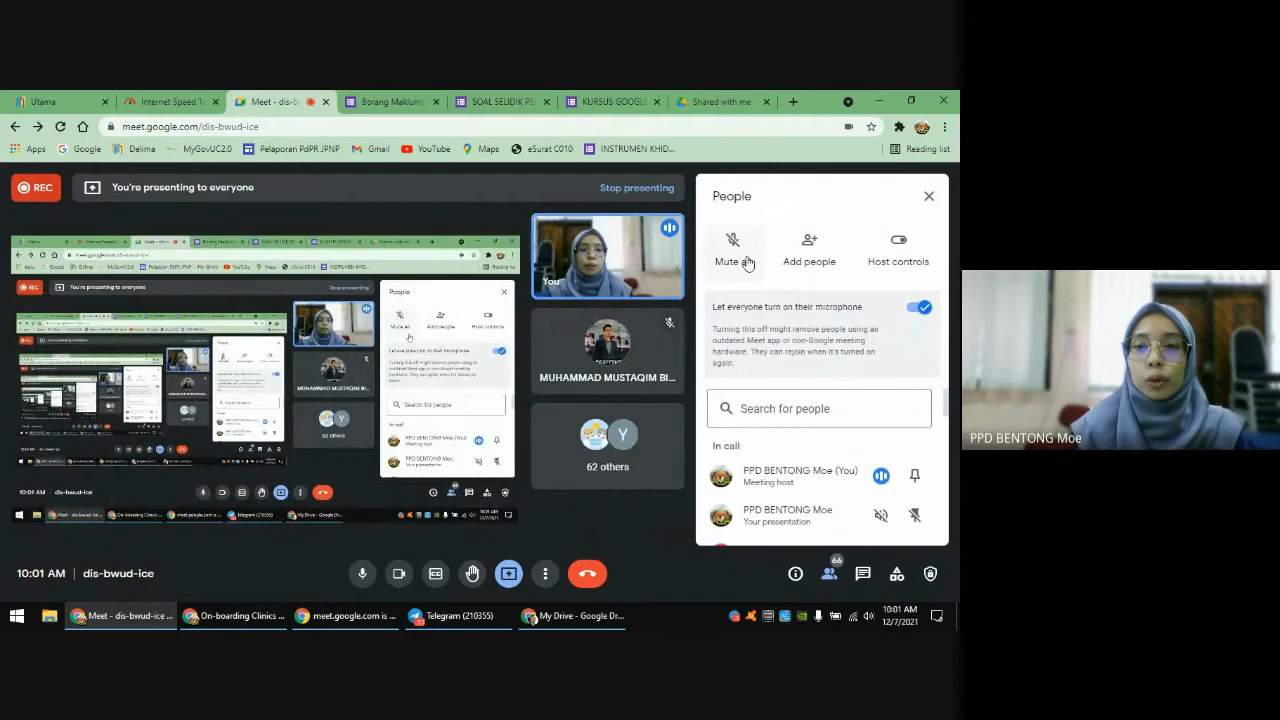 Utama
Internet Speed Te
Meet - dis-b
Borang Maklumb
SOAL SELIDIK PE
KURSUS GOOGLE
Shared with me -
meet.google.com/dis-bwud-ice
Apps
Google
Delima
MyGovUC2.0
Pelaporan PdPR JPNP
Gmail
YouTube
Maps
eSurat C010
INSTRUMEN KHID...
Reading list
REC
You're presenting to everyone
Stop presenting
You
MUHAMMAD MUSTAQIM BI...
Y
62 others
People
Mute all
Add people
Host controls
Let everyone turn on their microphone
Turning this off might remove people using an
outdated Meet app or non-Google meeting
hardware. They can rejoin when it's turned on
again.
Search for people
In call
PPD BENTONG Moe (You)
Meeting host
PPD BENTONG Moe
Your presentation
PPD BENTONG Moe
10:01 AM
dis-bwud-ice
66
Meet - dis-bwud-ice ...
On-boarding Clinics ...
meet.google.com is ...
Telegram (210355)
My Drive - Google Dr...
10:01 AM
12/7/2021